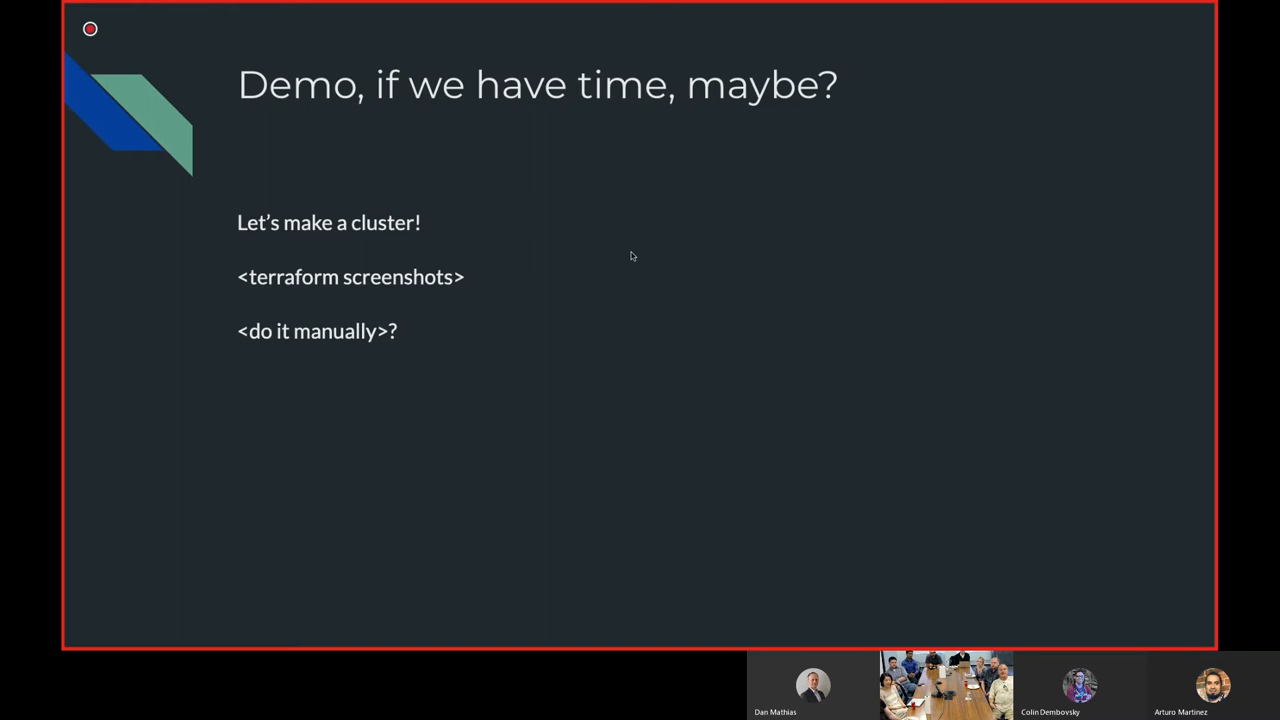 Demo, if we have time, maybe?
Let’s make a cluster!
<terraform screenshots>
<do it manually>?
Dan Mathias
Colin Dembovsky
Arturo Martinez